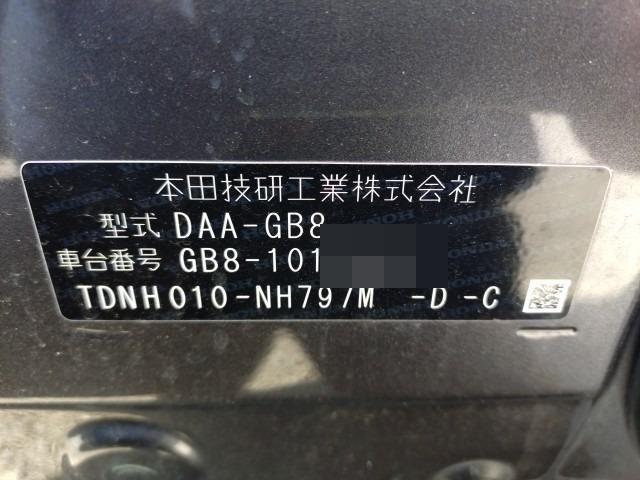 本田技研工業株式会社
型式 DAA-GB8
車台番号 GB8-101
TDNH010-NH797M -D -C